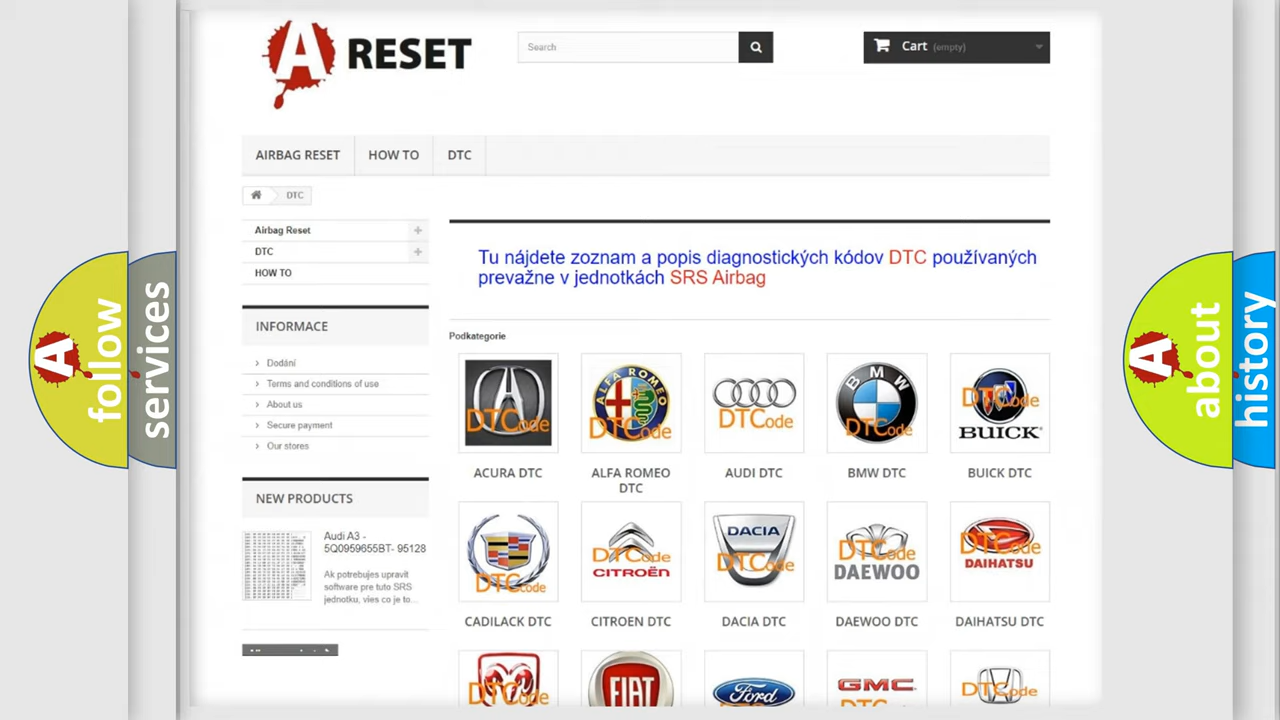 A RESET
Search
Cart (empty)
AIRBAG RESET
HOW TO
DTC
DTC
Airbag Reset
DTC
HOW TO
Tu nájdete zoznam a popis diagnostických kódov DTC používaných
prevažne v jednotkách SRS Airbag
INFORMACE
Dodání
Terms and conditions of use
About us
Secure payment
Our stores
NEW PRODUCTS
Audi A3 -
5Q0959655BT- 95128
Ak potrebujes upravit
software pre tuto SRS
jednotku, vies co je to...
Podkategorie
DTCode
ALFA ROMEO
DTCode
DTCode
BMW
DTCode
DTCode
BUICK
ACURA DTC
ALFA ROMEO
DTC
AUDI DTC
BMW DTC
BUICK DTC
DTCode
DTCode
CITROËN
DACIA
DTCode
DTCode
DAEWOO
DTCode
DAIHATSU
CADILACK DTC
CITROEN DTC
DACIA DTC
DAEWOO DTC
DAIHATSU DTC
DTCode
FIAT
Ford
GMC
DTCode
A follow
services
A about
history